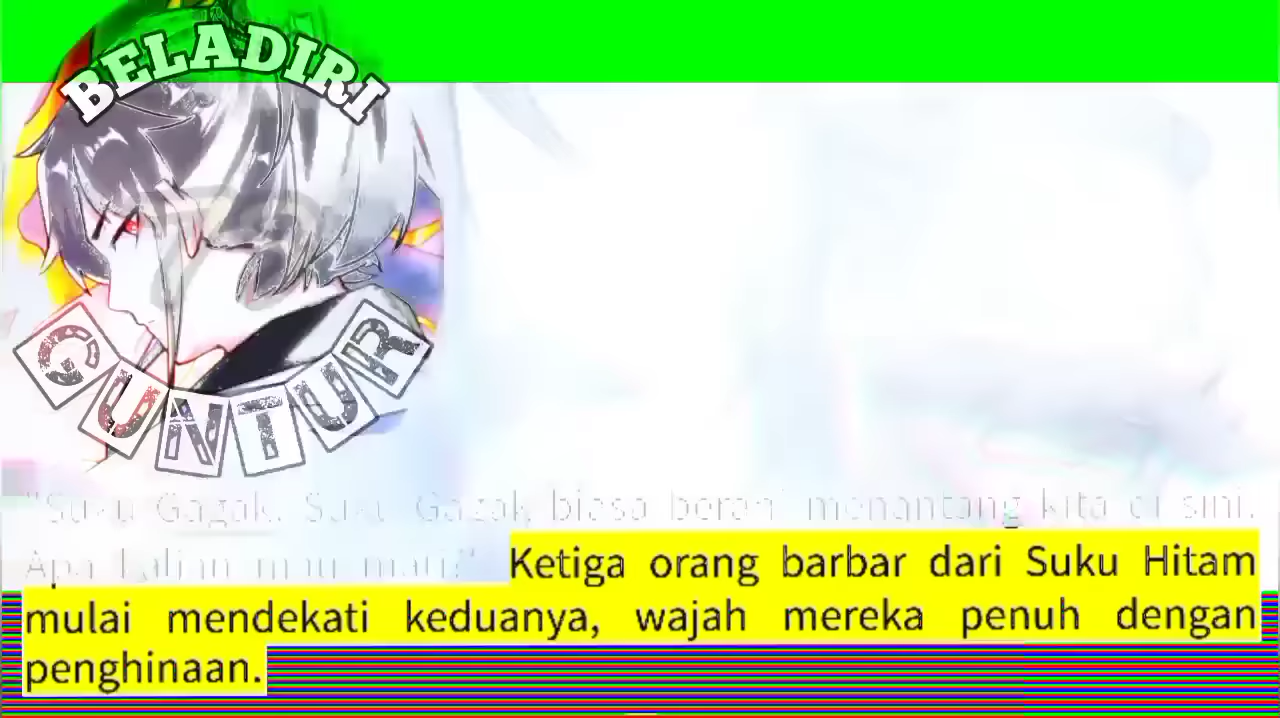 BELADIRI
GUNTUR
"Suku Gagak. Suku Gagak biasa berani menantang kita di sini.
Apa kalian mau mati?" Ketiga orang barbar dari Suku Hitam
mulai mendekati keduanya, wajah mereka penuh dengan
penghinaan.